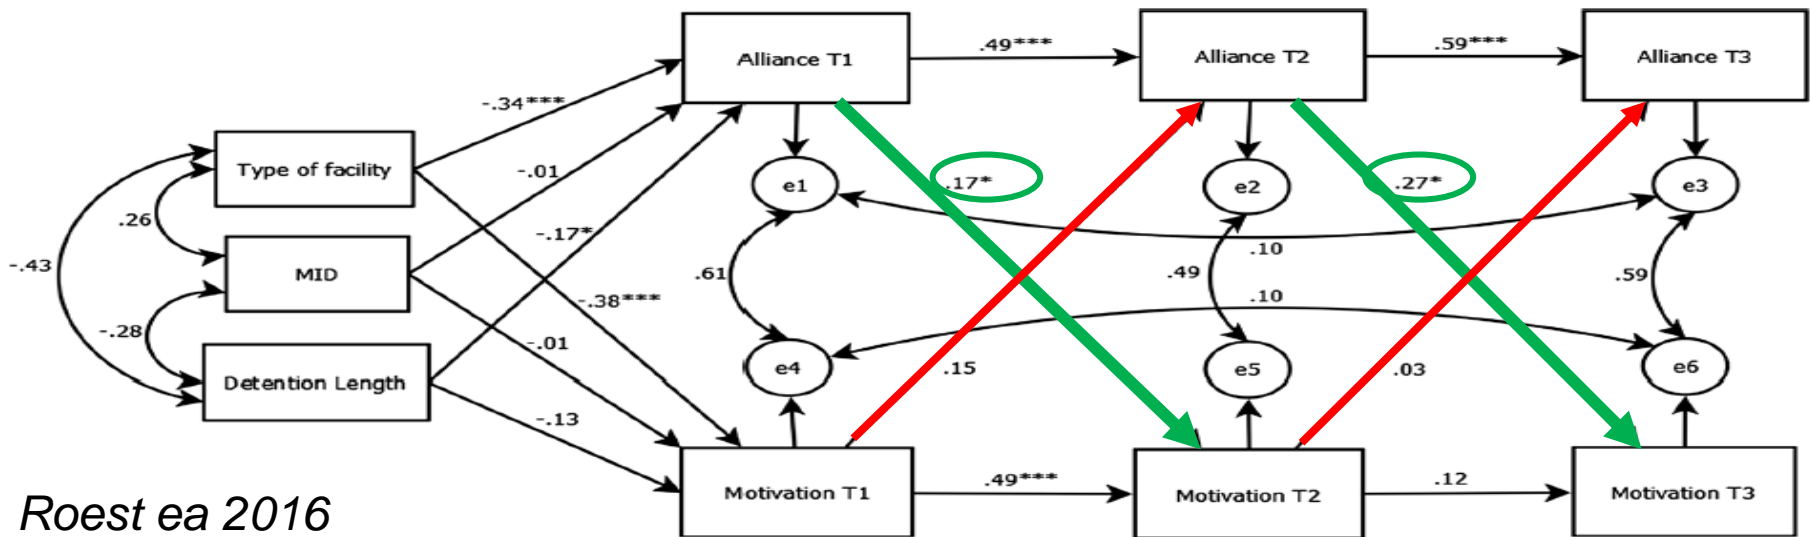 Alliance T1
.49***
Alliance T2
.59***
Alliance T3
-.34***
Type of facility
-.01
e1
.17*
e2
.27*
e3
.26
-.17*
.10
-.43
MID
.61
.49
.59
-.38***
.10
-.28
-.01
Detention Length
e4
.15
e5
.03
e6
-.13
Motivation T1
.49***
Motivation T2
.12
Motivation T3
Roest ea 2016